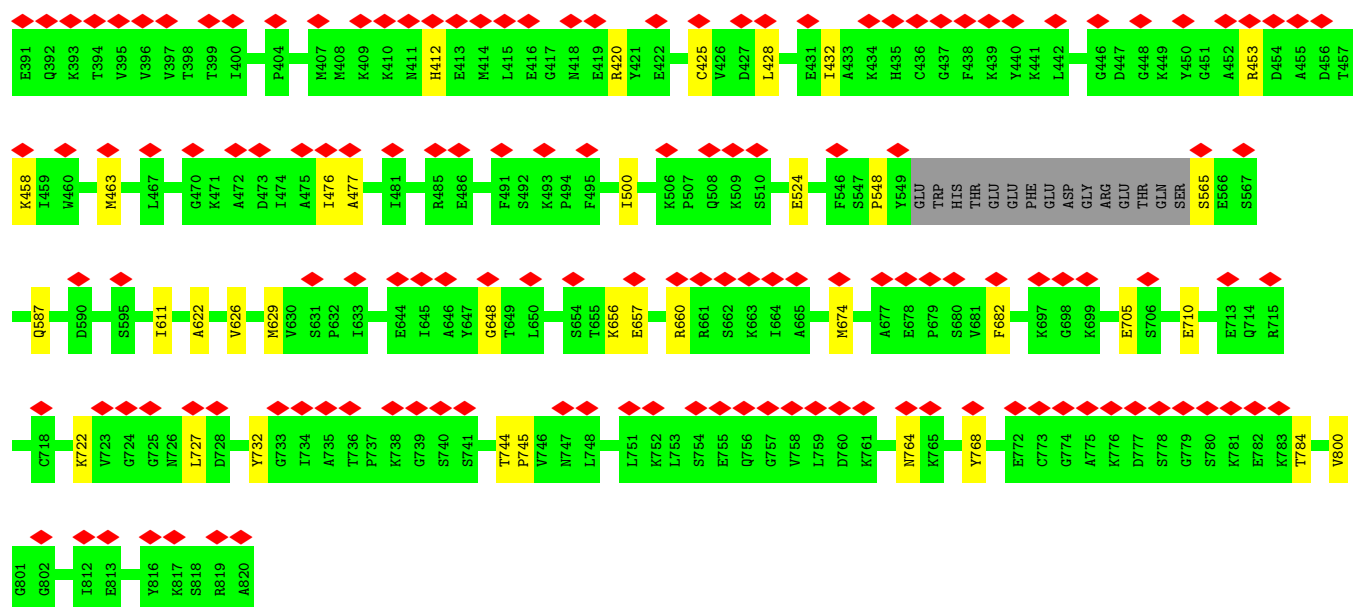 E391 Q392 K393 T394 V395 V396 V397 T398 T399 I400 P404 M407 M408 K409 K410 N411 H412 E413 M414 L415 E416 G417 N418 E419 R420 Y421 E422 C425 V426 D427 L428 E431 I432 A433 K434 H435 C436 G437 F438 K439 Y440 K441 L442 G446 D447 G448 K449 Y450 G451 A452 R453 D454 A455 D456 T457
K458 I459 W460 M463 L467 G470 K471 A472 D473 I474 A475 I476 A477 I481 R485 E486 F491 S492 K493 P494 F495 I500 K506 P507 Q508 K509 S510 E524 F546 S547 P548 Y549 GLU TRP HIS THR GLU GLU PHE GLU ASP GLY ARG GLU THR GLN SER S565 E566 S567
Q587 D590 S595 I611 A622 V626 M629 V630 S631 P632 I633 E644 I645 A646 Y647 G648 T649 L650 S654 T655 K656 E657 R660 R661 S662 K663 I664 A665 M674 A677 E678 P679 S680 V681 F682 K697 G698 K699 E705 S706 E710 E713 Q714 R715
C718 K722 V723 G724 G725 N726 L727 D728 Y732 G733 I734 A735 T736 P737 K738 G739 S740 S741 T744 P745 V746 N747 L748 L751 K752 L753 S754 E755 Q756 G757 V758 L759 D760 K761 N764 K765 Y768 E772 C773 G774 A775 K776 D777 S778 G779 S780 K781 E782 K783 T784 V800
G801 G802 I812 E813 Y816 K817 S818 R819 A820